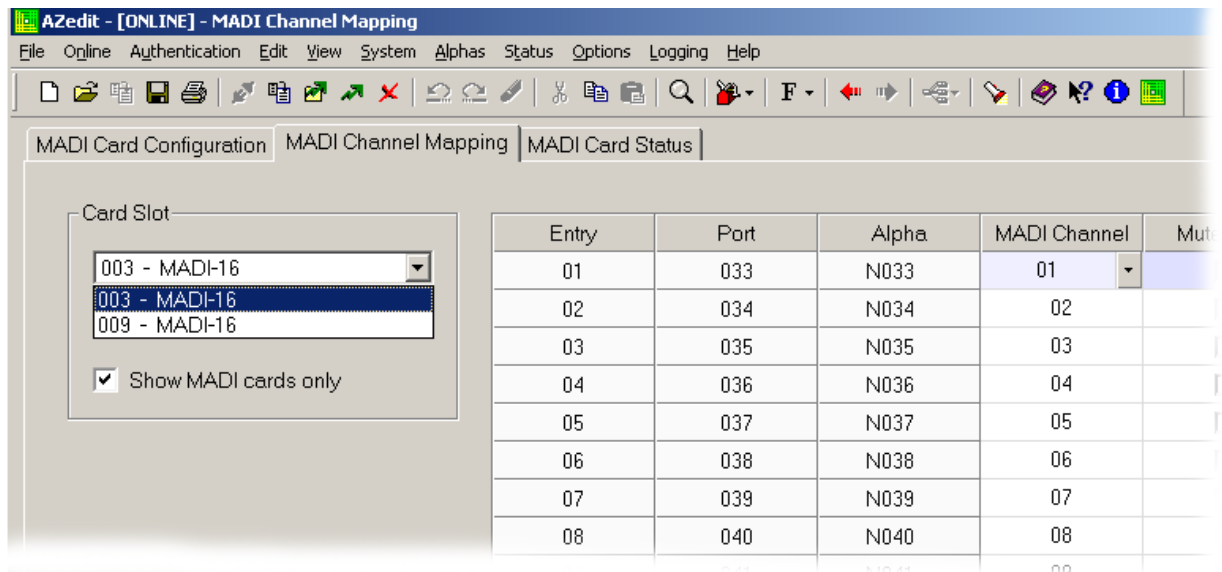 AZedit - [ONLINE] - MADI Channel Mapping
File Online Authentication Edit View System Alphas Status Options Logging Help
F
MADI Card Configuration MADI Channel Mapping MADI Card Status
Card Slot
003 - MADI-16
003 - MADI-16
009 - MADI-16
Show MADI cards only
Entry Port Alpha MADI Channel
01 033 N033 01
02 034 N034 02
03 035 N035 03
04 036 N036 04
05 037 N037 05
06 038 N038 06
07 039 N039 07
08 040 N040 08